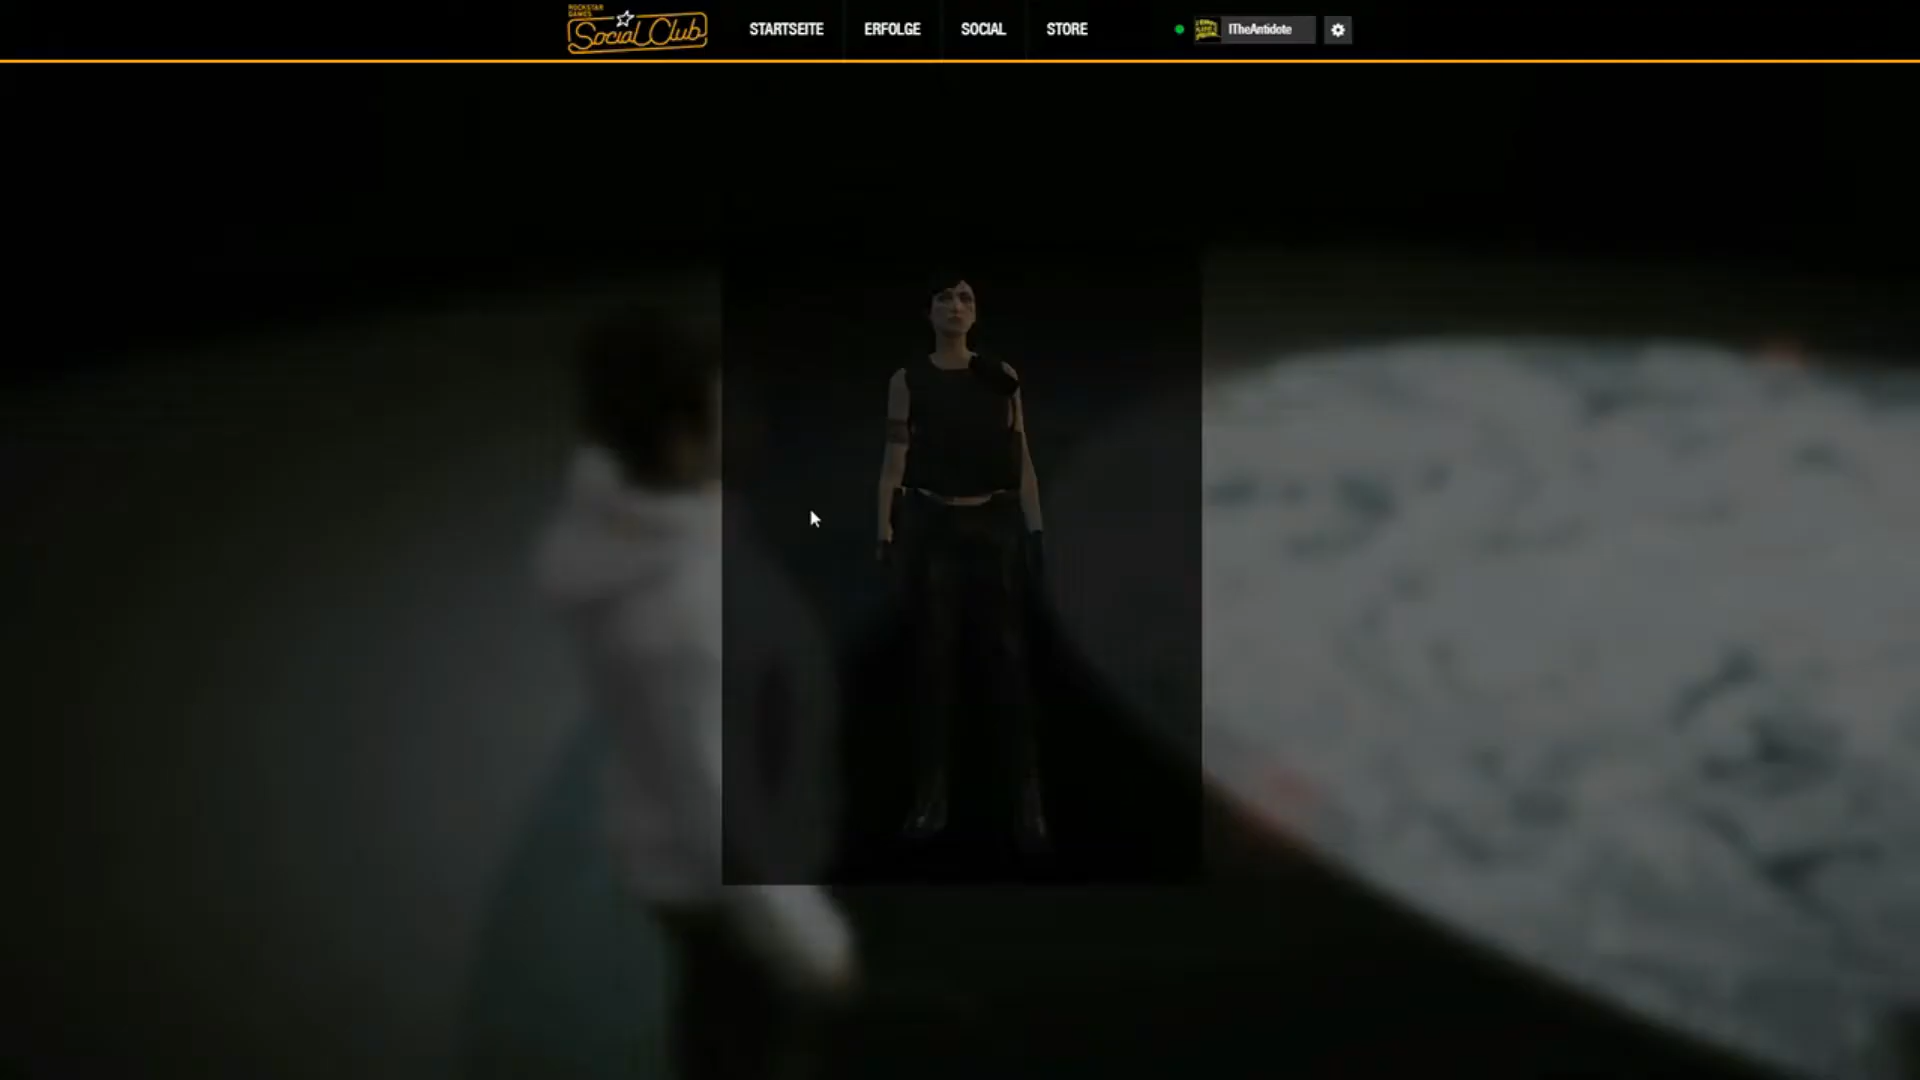 ROCKSTAR
GAMES
Social Club
STARTSEITE
ERFOLGE
SOCIAL
STORE
ITheAntidote